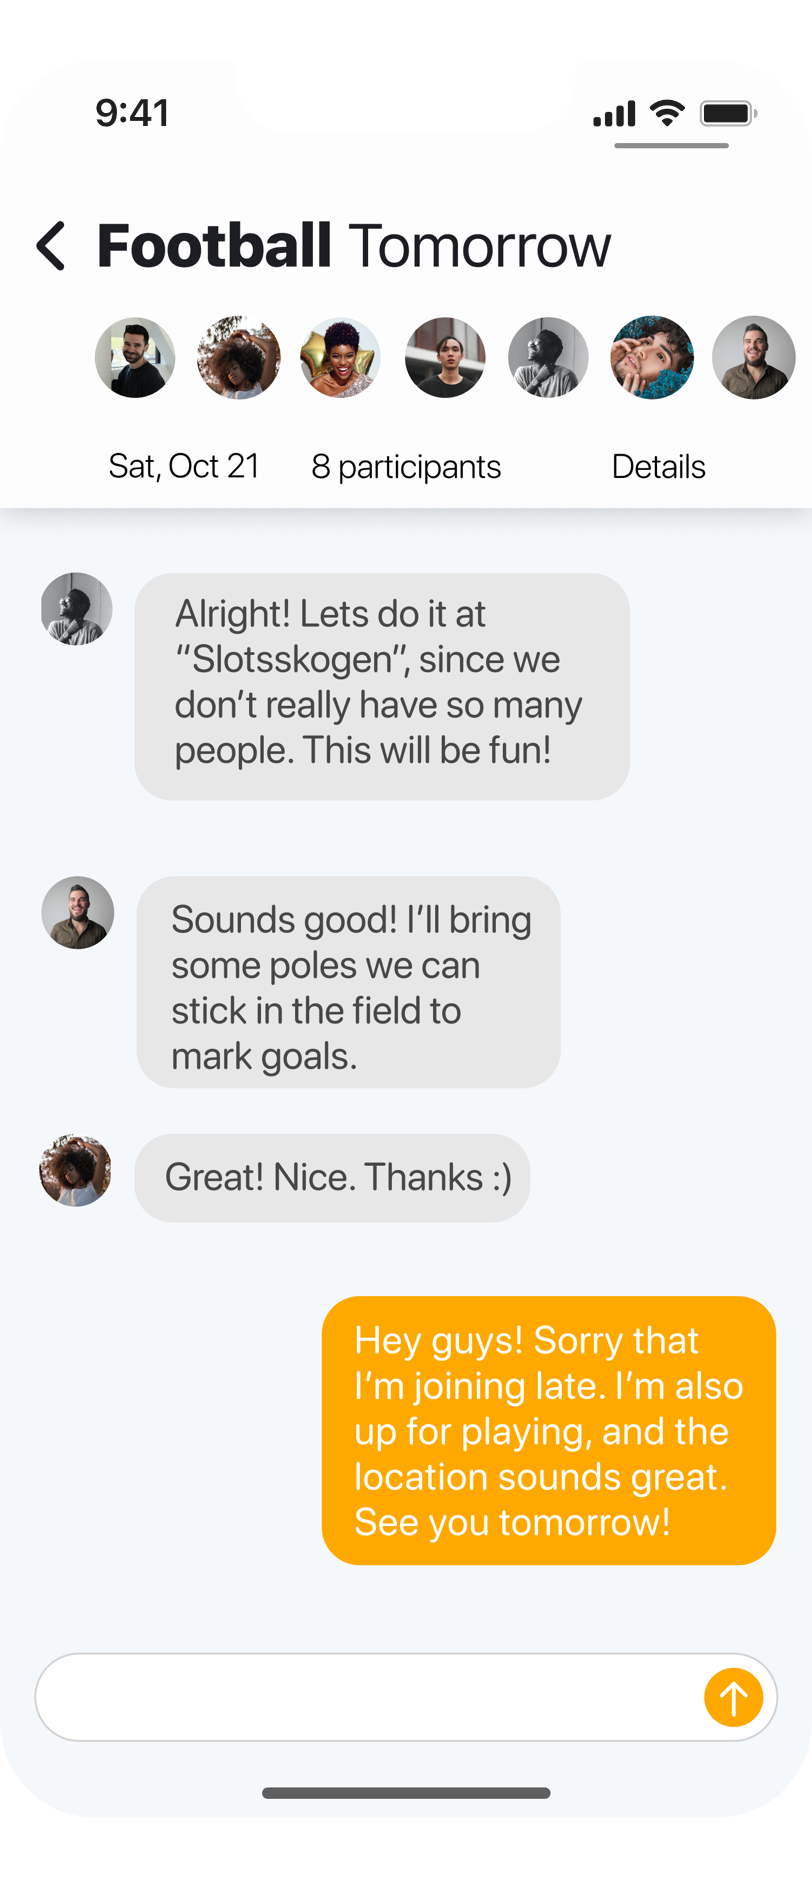 9:41
Football Tomorrow
Sat, Oct 21
8 participants
Details
Alright! Lets do it at
“Slotsskogen”, since we
don’t really have so many
people. This will be fun!
Sounds good! I’ll bring
some poles we can
stick in the field to
mark goals.
Great! Nice. Thanks :)
Hey guys! Sorry that
I’m joining late. I’m also
up for playing, and the
location sounds great.
See you tomorrow!